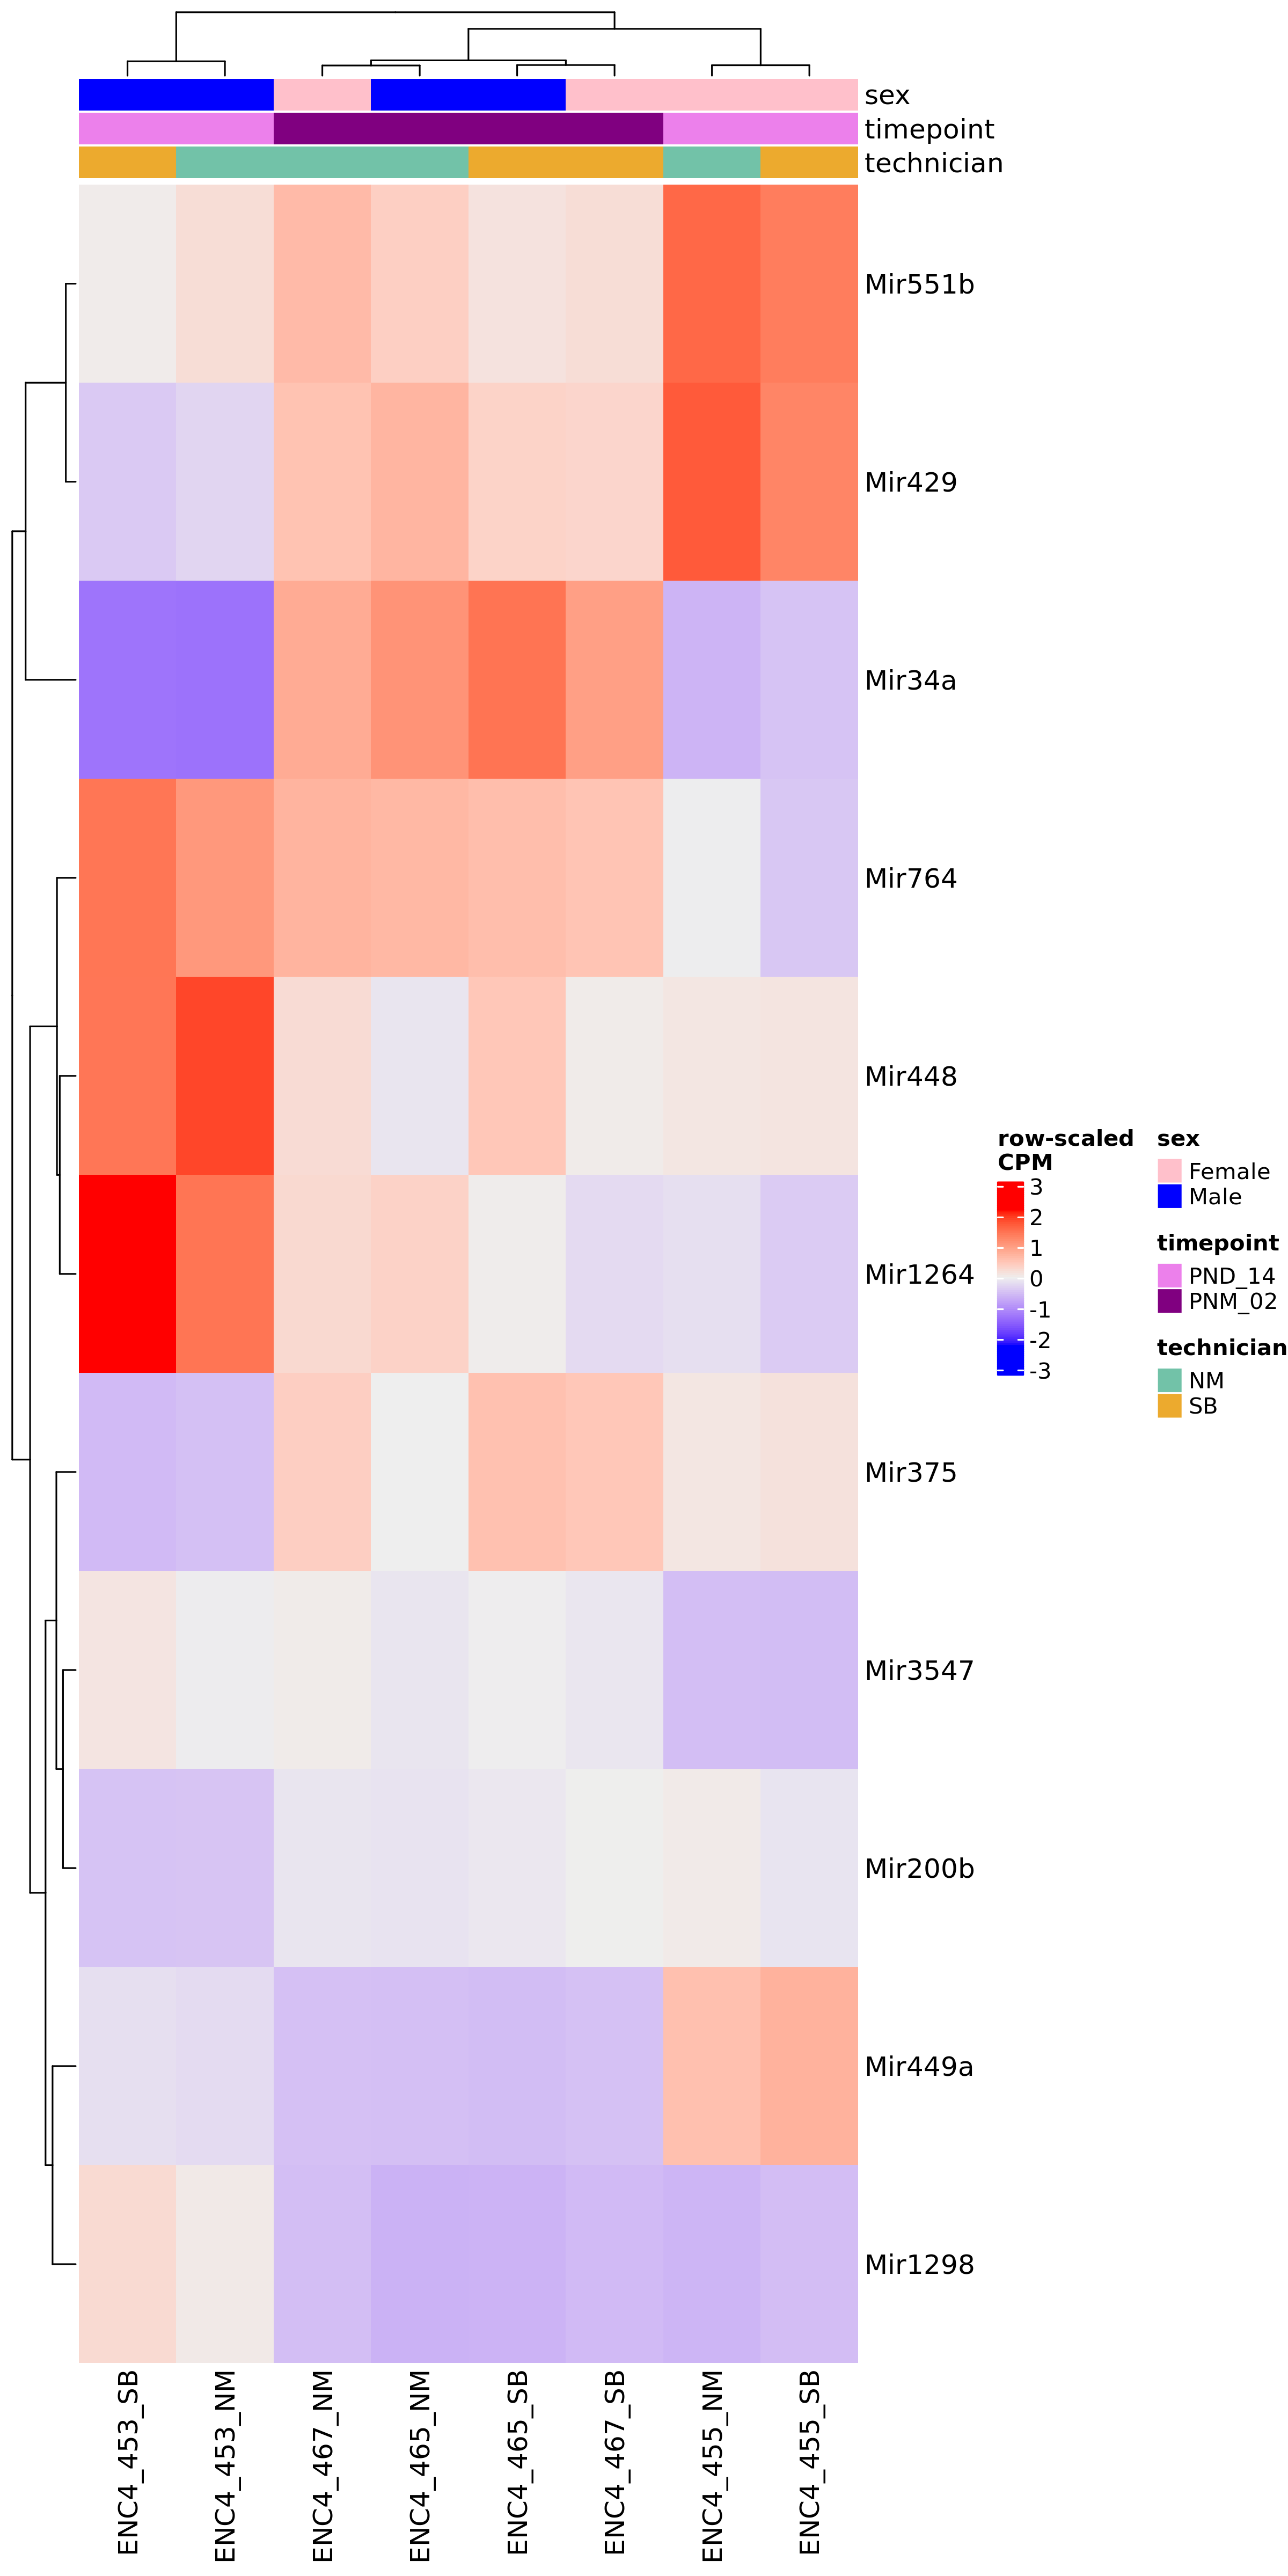 sex
timepoint
technician
Mir551b
Mir429
Mir34a
Mir764
Mir448
Mir1264
Mir375
Mir3547
Mir200b
Mir449a
Mir1298
row-scaled
CPM
3
2
1
0
-1
-2
-3
sex
Female
Male
timepoint
PND_14
PNM_02
technician
NM
SB
ENC4_453_SB
ENC4_453_NM
ENC4_467_NM
ENC4_465_NM
ENC4_465_SB
ENC4_467_SB
ENC4_455_NM
ENC4_455_SB